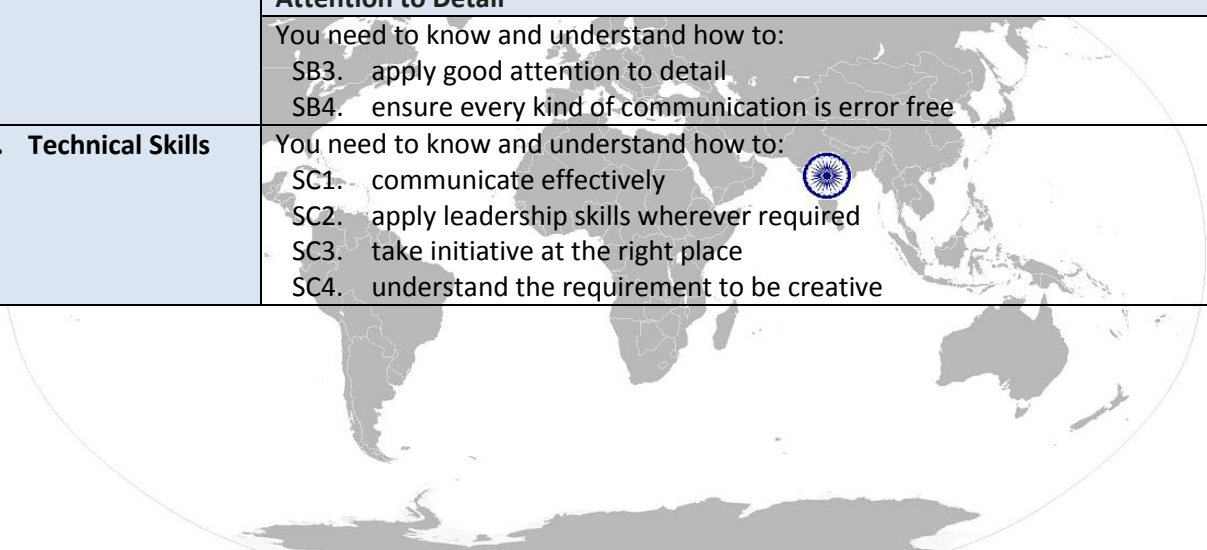 Attention to Detail
You need to know and understand how to:
SB3. apply good attention to detail
SB4. ensure every kind of communication is error free
. Technical Skills
You need to know and understand how to:
SC1. communicate effectively
SC2. apply leadership skills wherever required
SC3. take initiative at the right place
SC4. understand the requirement to be creative